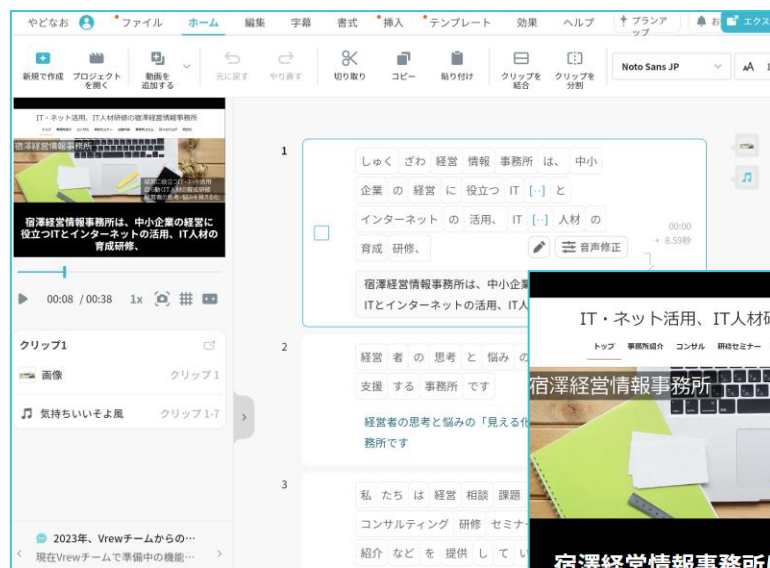 やどなお ファイル ホーム 編集 字幕 書式 挿入 テンプレート 効果 ヘルプ プランアップ お エクス
新規で作成 プロジェクトを開く 動画を追加する 元に戻す やり直す 切り取り コピー 貼り付け クリップを結合 クリップを分割 Noto Sans JP
IT・ネット活用、IT人材研修の宿澤経営情報事務所
宿澤経営情報事務所
宿澤経営情報事務所は、中小企業の経営に
役立つITとインターネットの活用、IT人材の
育成研修、
00:08 / 00:38 1x
クリップ1
画像 クリップ 1
気持ちいいそよ風 クリップ 1-7
2023年、Vrewチームからの…
現在Vrewチームで準備中の機能…
1
しゅく ざわ 経営 情報 事務所 は、 中小
企業 の 経営 に 役立つ IT [··] と
インターネット の 活用、 IT [··] 人材 の
育成 研修、 音声修正
00:00
+ 8.59秒
宿澤経営情報事務所は、中小企業
ITとインターネットの活用、IT人
2
経営 者 の 思考 と 悩み の
支援 する 事務所 です
経営者の思考と悩みの「見える化
務所です
3
私 たち は 経営 相談 課題
コンサルティング 研修 セミナー
紹介 など を 提供 し て い
IT・ネット活用、IT人材研
トップ 事務所紹介 コンサル 研修セミナー
宿澤経営情報事務所
宿澤経営情報事務所は